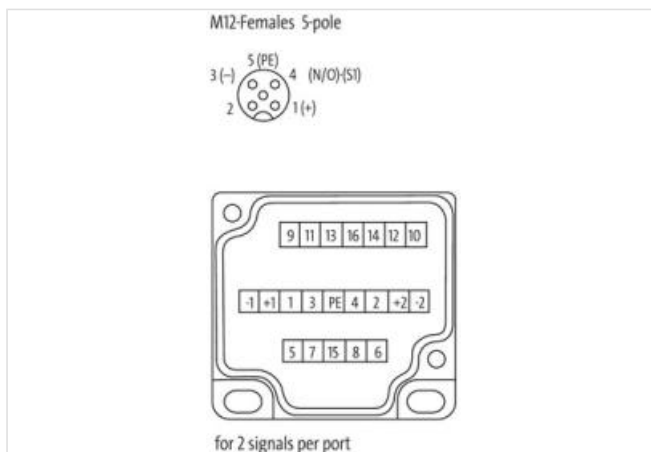 M12-Females 5-pole
5 (PE)
3 (–) 4 (N/O)-(S1)
2 1 (+)
9 11 13 16 14 12 10
-1 +1 1 3 PE 4 2 +2 -2
5 7 15 8 6
for 2 signals per port